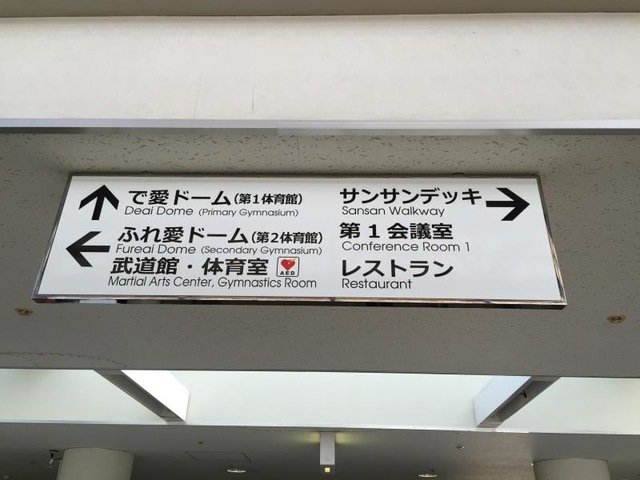 で愛ドーム(第1体育館)
Deai Dome (Primary Gymnasium)
ふれ愛ドーム(第2体育館)
Fureai Dome (Secondary Gymnasium)
武道館・体育室 AED
Martial Arts Center, Gymnastics Room
サンサンデッキ
Sansan Walkway
第1会議室
Conference Room 1
レストラン
Restaurant